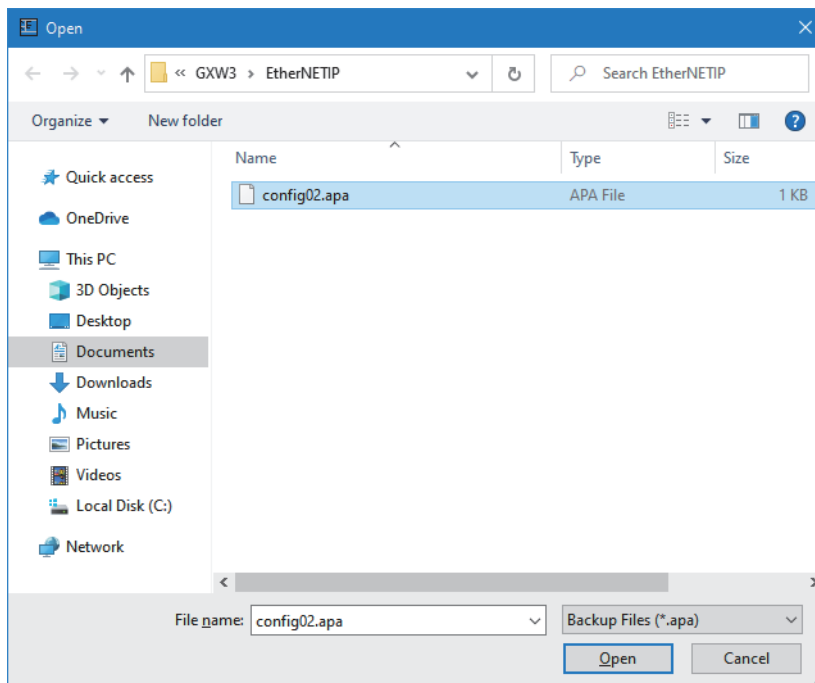 Open
« GXW3 › EtherNETIP
Search EtherNETIP
Organize
New folder
Name Type Size
config02.apa APA File 1 KB
Quick access
OneDrive
This PC
3D Objects
Desktop
Documents
Downloads
Music
Pictures
Videos
Local Disk (C:)
Network
File name: config02.apa Backup Files (*.apa)
Open Cancel